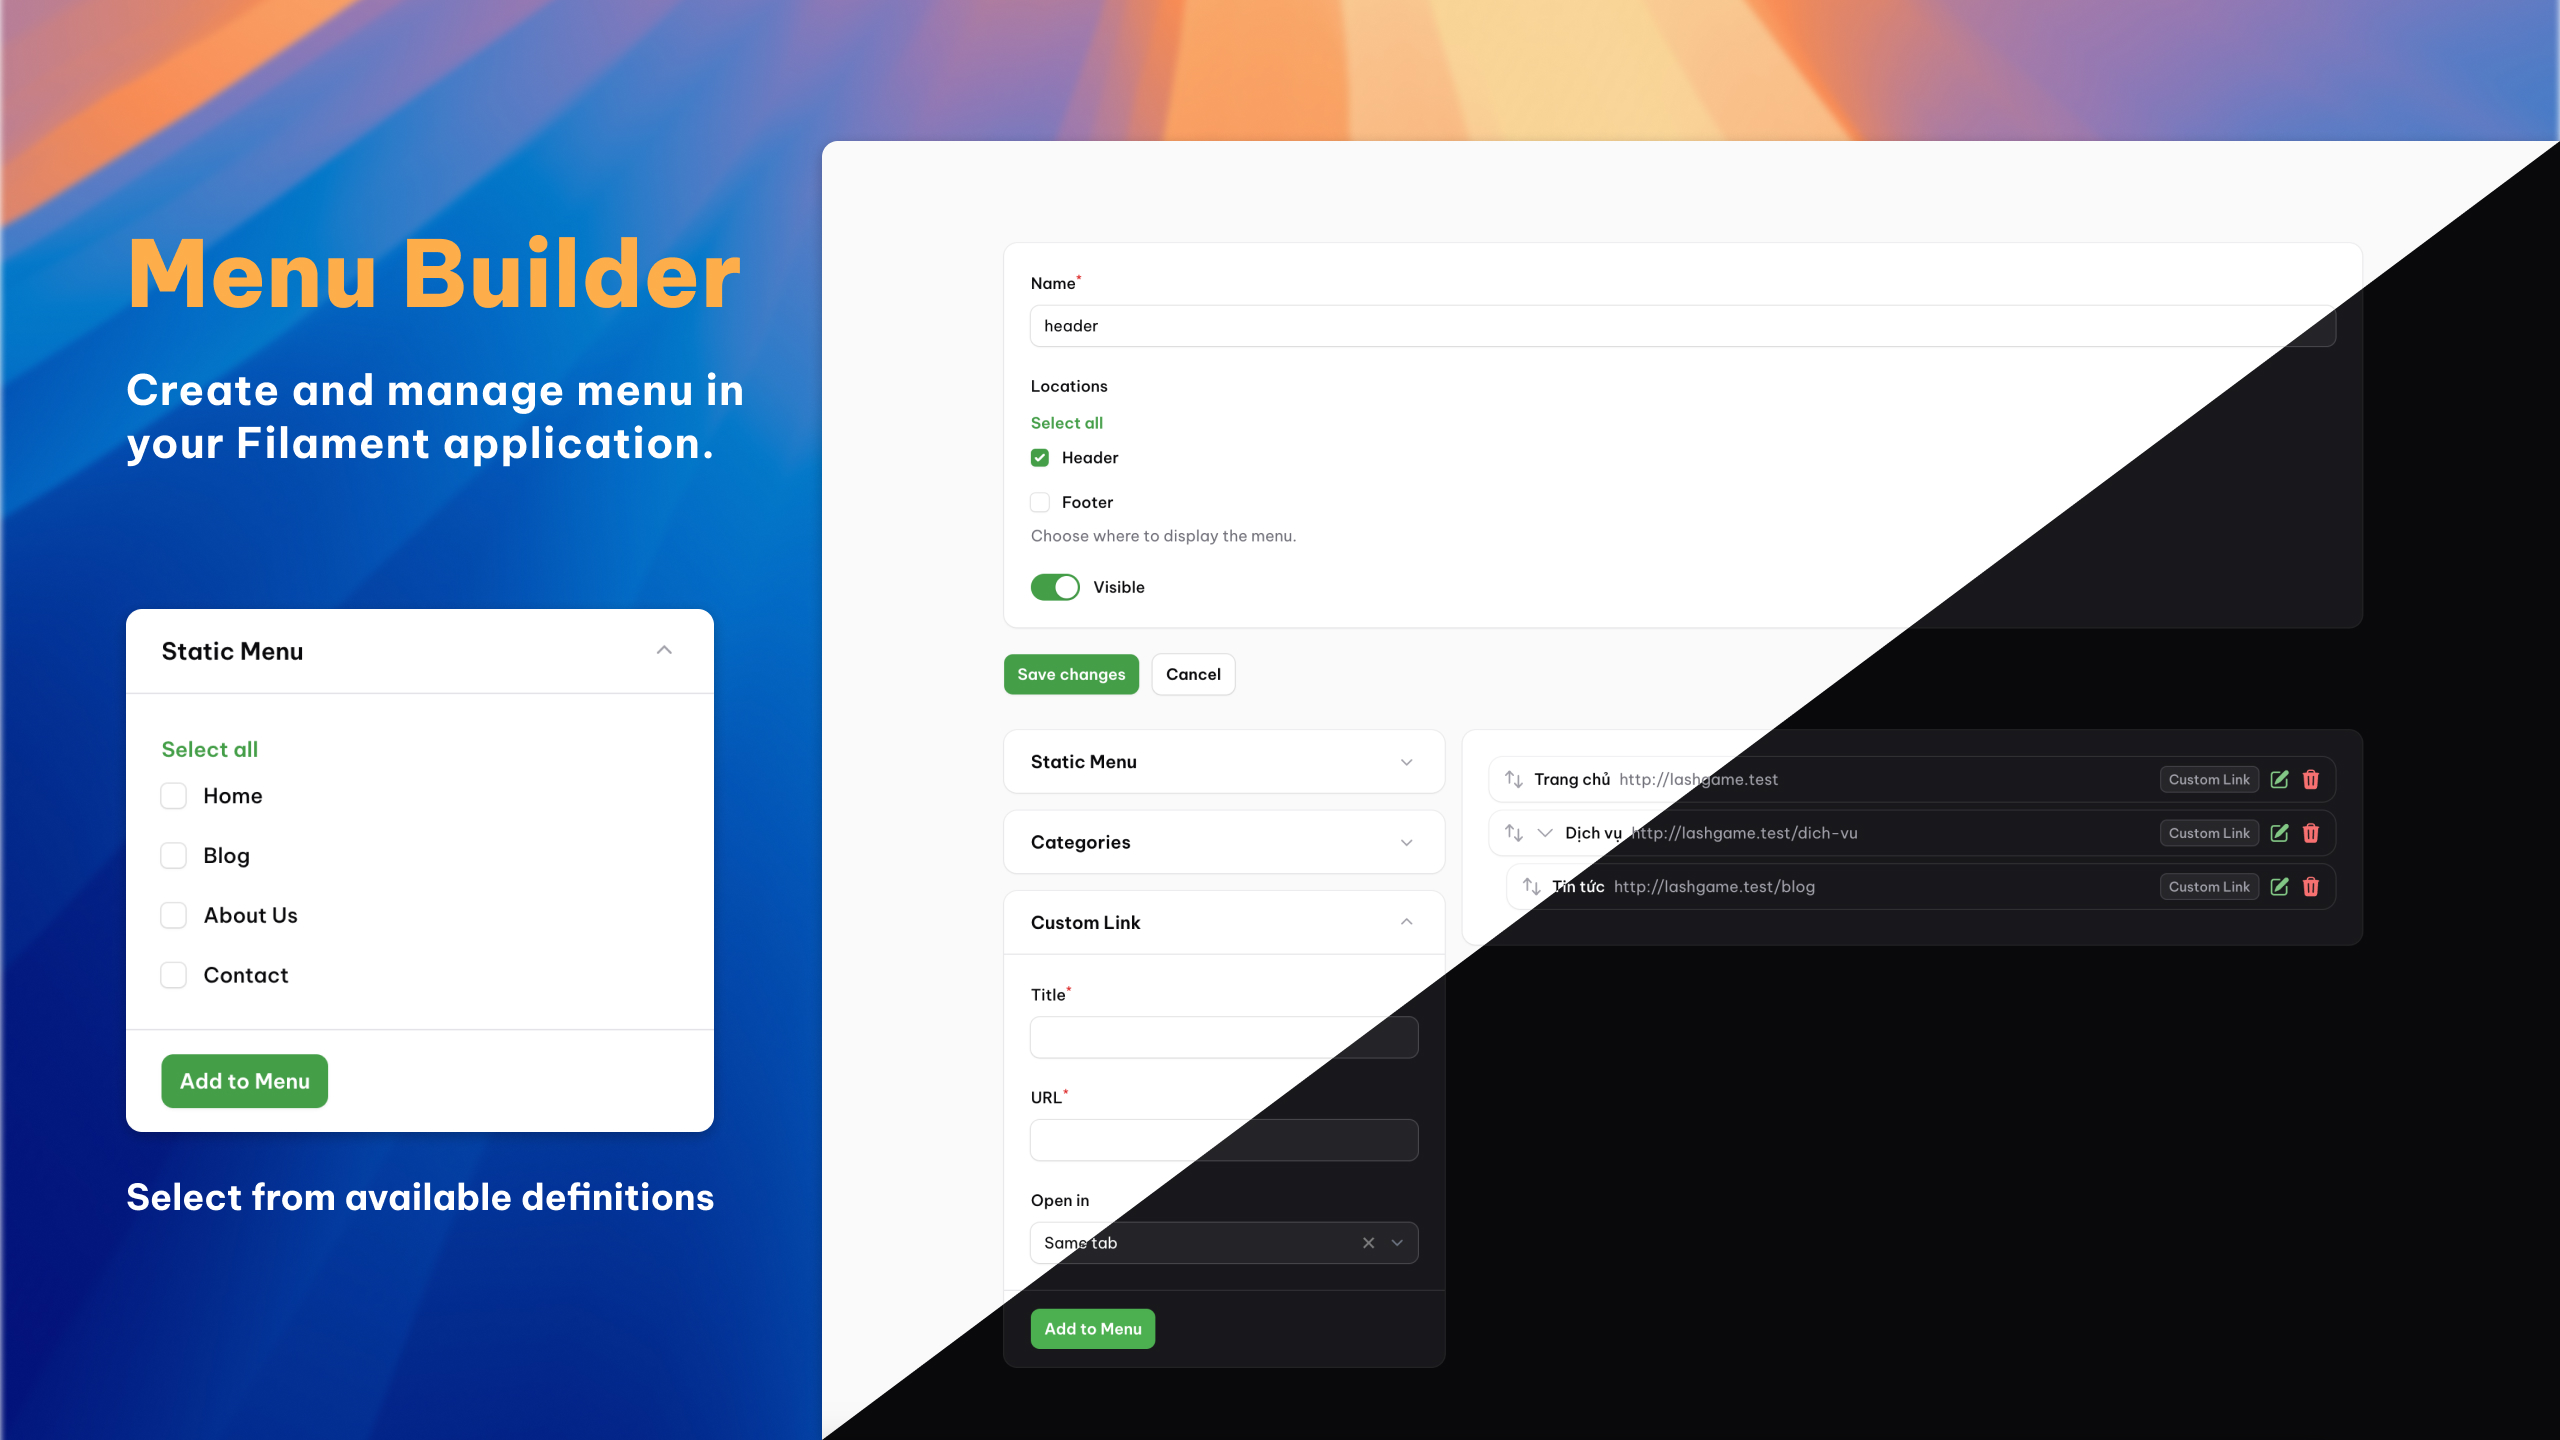 Menu Builder
Create and manage menu in
your Filament application.
Static Menu
Select all
Home
Blog
About Us
Contact
Add to Menu
Select from available definitions
Name*
header
Locations
Select all
Header
Footer
Choose where to display the menu.
Visible
Save changes
Cancel
Static Menu
Categories
Custom Link
Title*
URL*
Open in
Same tab
Add to Menu
Trang chủ http://lashgame.test Custom Link
Dịch vụ http://lashgame.test/dich-vu Custom Link
Tin tức http://lashgame.test/blog Custom Link